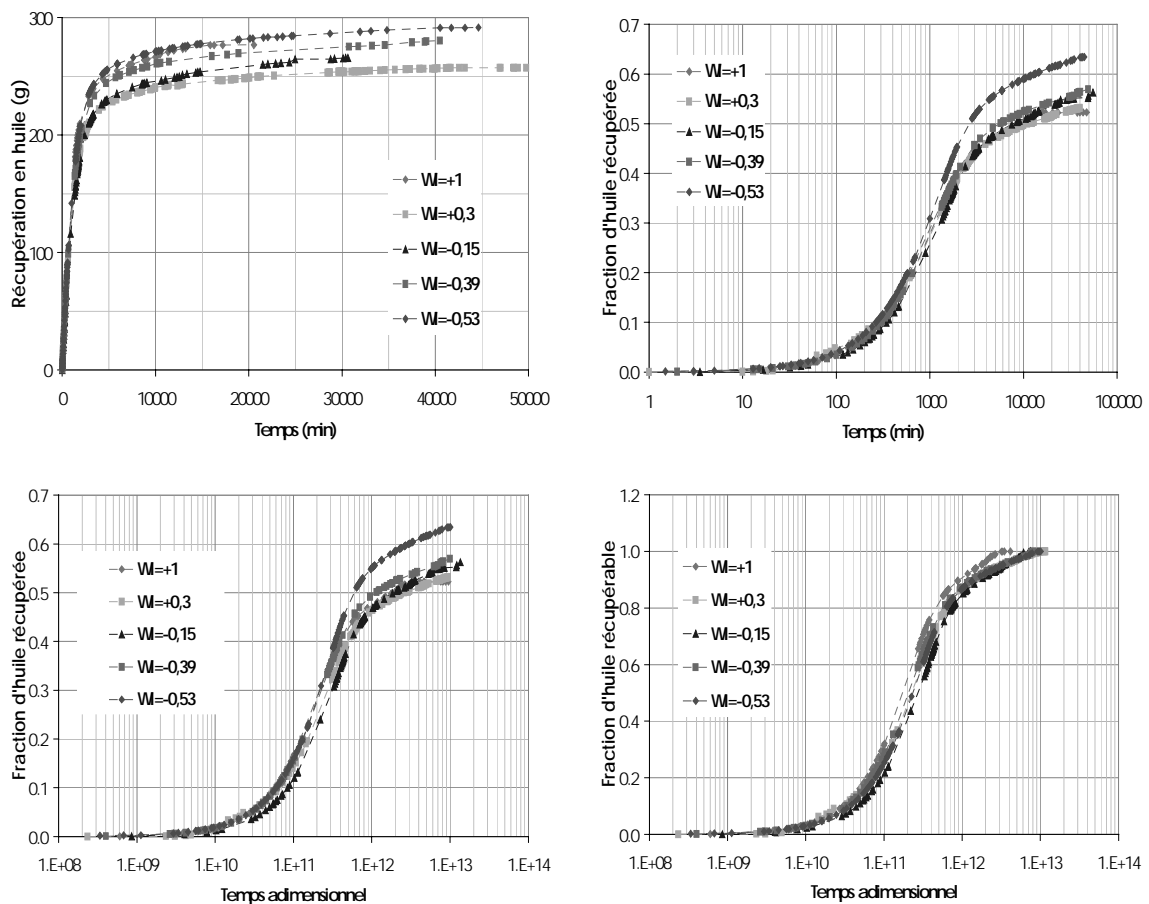 300
200
100
0
Récupération en huile (g)
WI=+1
WI=+0,3
WI=-0,15
WI=-0,39
WI=-0,53
0 10000 20000 30000 40000 50000
Temps (min)
0.7
0.6
0.5
0.4
0.3
0.2
0.1
0.0
Fraction d'huile récupérée
WI=+1
WI=+0,3
WI=-0,15
WI=-0,39
WI=-0,53
1 10 100 1000 10000 100000
Temps (min)
0.7
0.6
0.5
0.4
0.3
0.2
0.1
0.0
Fraction d'huile récupérée
WI=+1
WI=+0,3
WI=-0,15
WI=-0,39
WI=-0,53
1.E+08 1.E+09 1.E+10 1.E+11 1.E+12 1.E+13 1.E+14
Temps adimensionnel
1.2
1.0
0.8
0.6
0.4
0.2
0.0
Fraction d'huile récupérable
WI=+1
WI=+0,3
WI=-0,15
WI=-0,39
WI=-0,53
1.E+08 1.E+09 1.E+10 1.E+11 1.E+12 1.E+13 1.E+14
Temps adimensionnel